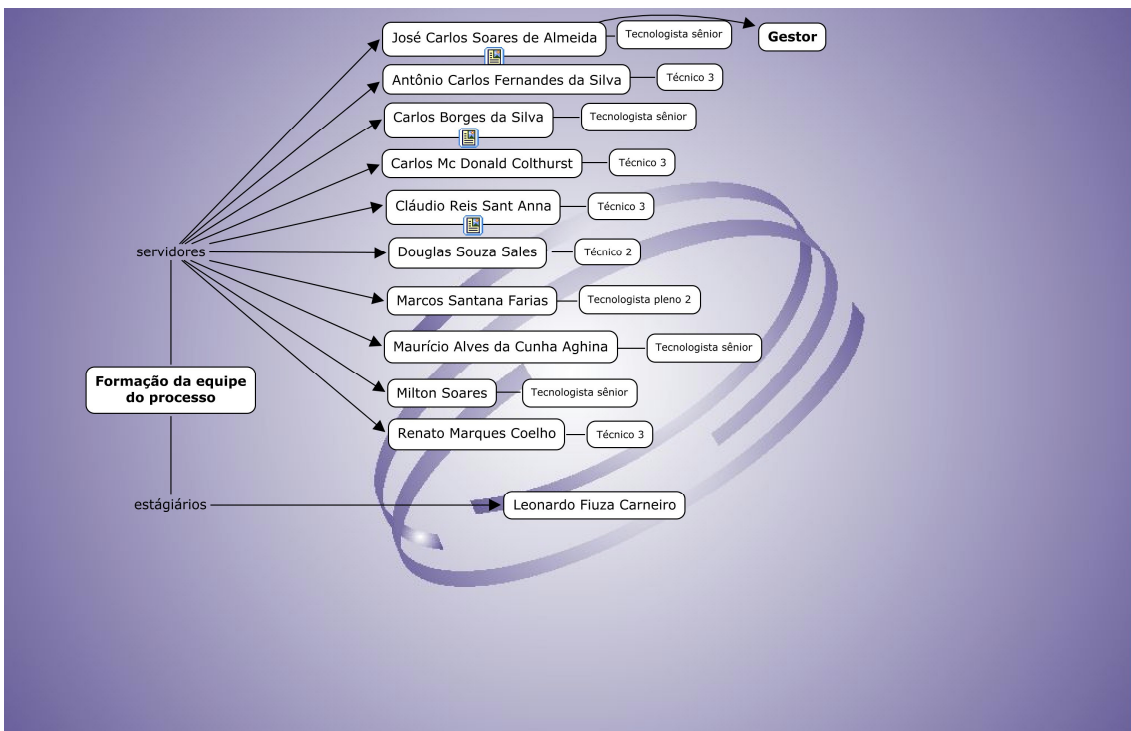 José Carlos Soares de Almeida
Tecnologista sênior
Gestor
Antônio Carlos Fernandes da Silva
Técnico 3
Carlos Borges da Silva
Tecnologista sênior
Carlos Mc Donald Colthurst
Técnico 3
Cláudio Reis Sant Anna
Técnico 3
servidores
Douglas Souza Sales
Técnico 2
Marcos Santana Farias
Tecnologista pleno 2
Maurício Alves da Cunha Aghina
Tecnologista sênior
Formação da equipe
do processo
Milton Soares
Tecnologista sênior
Renato Marques Coelho
Técnico 3
estágiários
Leonardo Fiuza Carneiro